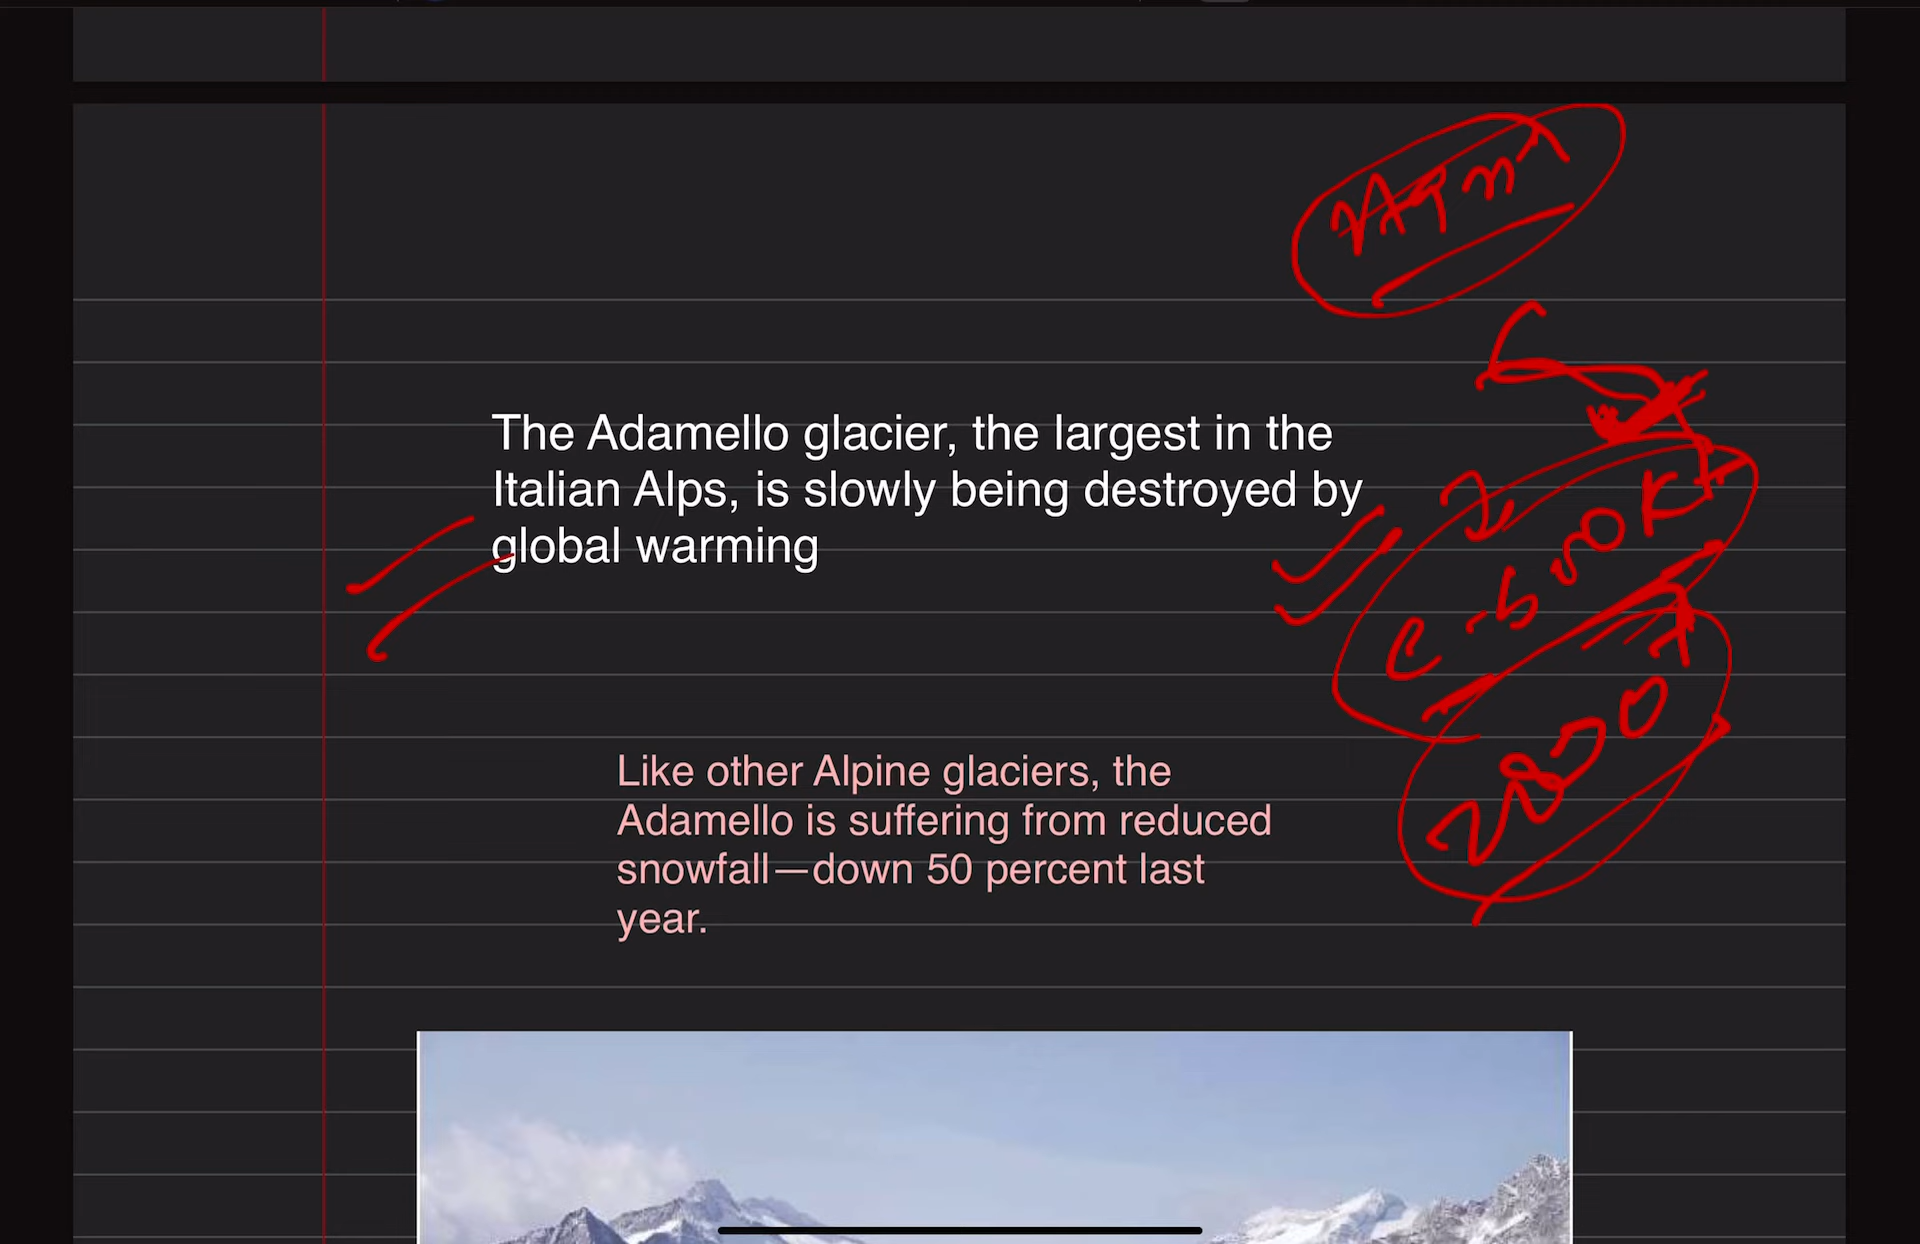 The Adamello glacier, the largest in the
Italian Alps, is slowly being destroyed by
global warming
e-book
Like other Alpine glaciers, the
Adamello is suffering from reduced
snowfall—down 50 percent last
year.